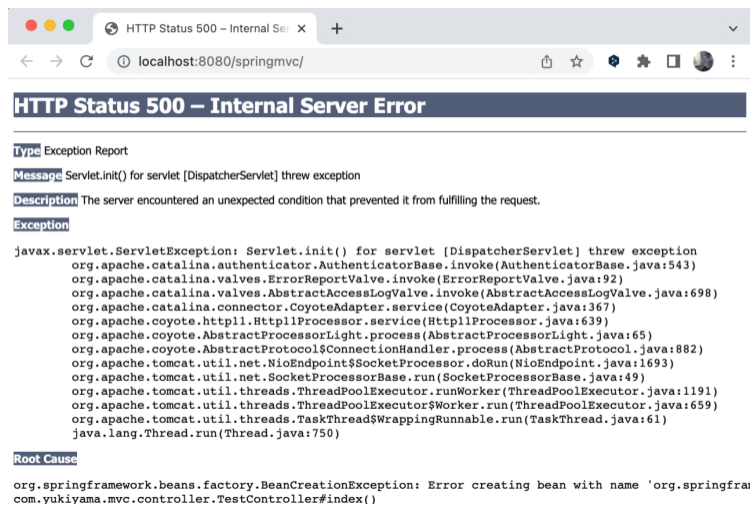 HTTP Status 500 – Internal Ser
localhost:8080/springmvc/
HTTP Status 500 – Internal Server Error
Type Exception Report
Message Servlet.init() for servlet [DispatcherServlet] threw exception
Description The server encountered an unexpected condition that prevented it from fulfilling the request.
Exception
javax.servlet.ServletException: Servlet.init() for servlet [DispatcherServlet] threw exception
org.apache.catalina.authenticator.AuthenticatorBase.invoke(AuthenticatorBase.java:543)
org.apache.catalina.valves.ErrorReportValve.invoke(ErrorReportValve.java:92)
org.apache.catalina.valves.AbstractAccessLogValve.invoke(AbstractAccessLogValve.java:698)
org.apache.catalina.connector.CoyoteAdapter.service(CoyoteAdapter.java:367)
org.apache.coyote.http11.Http11Processor.service(Http11Processor.java:639)
org.apache.coyote.AbstractProcessorLight.process(AbstractProcessorLight.java:65)
org.apache.coyote.AbstractProtocol$ConnectionHandler.process(AbstractProtocol.java:882)
org.apache.tomcat.util.net.NioEndpoint$SocketProcessor.doRun(NioEndpoint.java:1693)
org.apache.tomcat.util.net.SocketProcessorBase.run(SocketProcessorBase.java:49)
org.apache.tomcat.util.threads.ThreadPoolExecutor.runWorker(ThreadPoolExecutor.java:1191)
org.apache.tomcat.util.threads.ThreadPoolExecutor$Worker.run(ThreadPoolExecutor.java:659)
org.apache.tomcat.util.threads.TaskThread$WrappingRunnable.run(TaskThread.java:61)
java.lang.Thread.run(Thread.java:750)
Root Cause
org.springframework.beans.factory.BeanCreationException: Error creating bean with name 'org.springfra
com.yukiyama.mvc.controller.TestController#index()